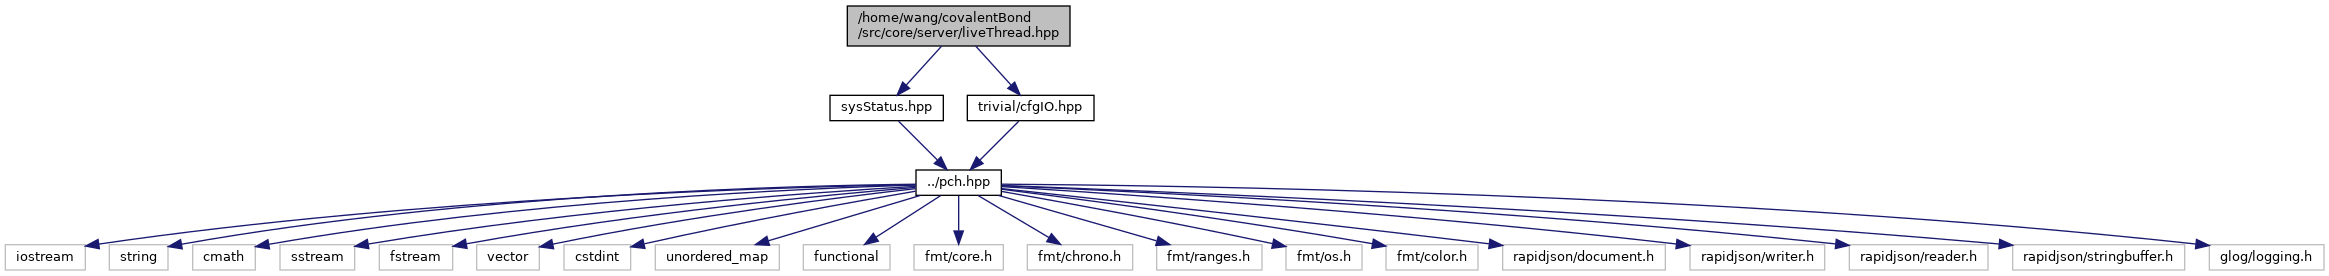 /home/wang/covalentBond
/src/core/server/liveThread.hpp
sysStatus.hpp
trivial/cfgIO.hpp
../pch.hpp
iostream
string
cmath
sstream
fstream
vector
cstdint
unordered_map
functional
fmt/core.h
fmt/chrono.h
fmt/ranges.h
fmt/os.h
fmt/color.h
rapidjson/document.h
rapidjson/writer.h
rapidjson/reader.h
rapidjson/stringbuffer.h
glog/logging.h